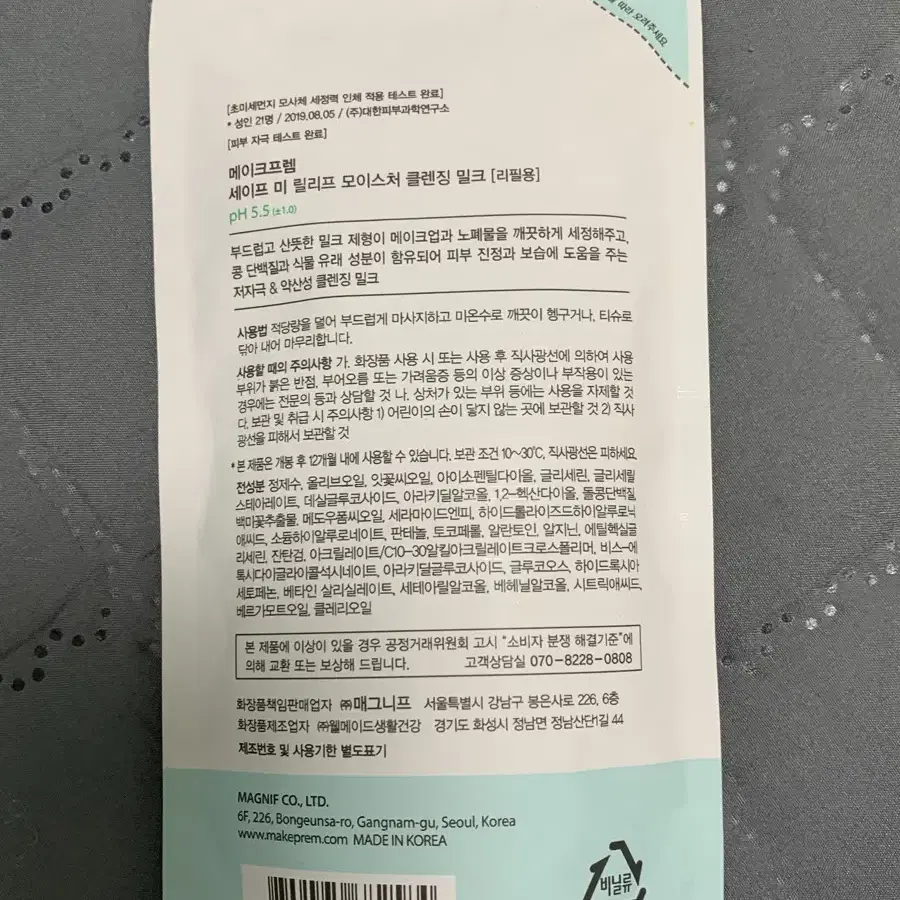 따라 오려주세요
[초미세먼지 모사체 세정력 인체 적용 테스트 완료]
* 성인 21명 / 2019.08.05 / (주)대한피부과학연구소
[피부 자극 테스트 완료]
메이크프렘
세이프 미 릴리프 모이스처 클렌징 밀크 [리필용]
pH 5.5 (±1.0)
부드럽고 산뜻한 밀크 제형이 메이크업과 노폐물을 깨끗하게 세정해주고,
콩 단백질과 식물 유래 성분이 함유되어 피부 진정과 보습에 도움을 주는
저자극 & 약산성 클렌징 밀크
사용법 적당량을 덜어 부드럽게 마사지하고 미온수로 깨끗이 헹구거나, 티슈로
닦아 내어 마무리합니다.
사용할 때의 주의사항 가. 화장품 사용 시 또는 사용 후 직사광선에 의하여 사용
부위가 붉은 반점, 부어오름 또는 가려움증 등의 이상 증상이나 부작용이 있는
경우에는 전문의 등과 상담할 것 나. 상처가 있는 부위 등에는 사용을 자제할 것
다. 보관 및 취급 시 주의사항 1) 어린이의 손이 닿지 않는 곳에 보관할 것 2) 직사
광선을 피해서 보관할 것
* 본 제품은 개봉 후 12개월 내에 사용할 수 있습니다. 보관 조건 10~30℃, 직사광선은 피하세요.
전성분 정제수, 올리브오일, 잇꽃씨오일, 아이소펜틸다이올, 글리세린, 글리세릴
스테아레이트, 데실글루코사이드, 아라키딜알코올, 1,2-헥산다이올, 돌콩단백질,
백마꽃추출물, 메도우폼씨오일, 세라마이드엔피, 하이드롤라이즈드하이알루로닉
애씨드, 소듐하이알루로네이트, 판테놀, 토코페롤, 알란토인, 알지닌, 에틸헥실글
리세린, 잔탄검, 아크릴레이트/C10-30알킬아크릴레이트크로스폴리머, 비스-에
톡시다이글라이콜석시네이트, 아라키딜글루코사이드, 글루코오스, 하이드록시아
세토페논, 베타인 살리실레이트, 세테아릴알코올, 베헤닐알코올, 시트릭애씨드,
베르가모트오일, 클레리오일
본 제품에 이상이 있을 경우 공정거래위원회 고시 "소비자 분쟁 해결기준"에
의해 교환 또는 보상해 드립니다. 고객상담실 070-8228-0808
화장품책임판매업자 ㈜매그니프 서울특별시 강남구 봉은사로 226, 6층
화장품제조업자 ㈜웰메이드생활건강 경기도 화성시 정남면 정남산단1길 44
제조번호 및 사용기한 별도표기
MAGNIF CO., LTD.
6F, 226, Bongeunsa-ro, Gangnam-gu, Seoul, Korea
www.makeprem.com MADE IN KOREA
비닐류